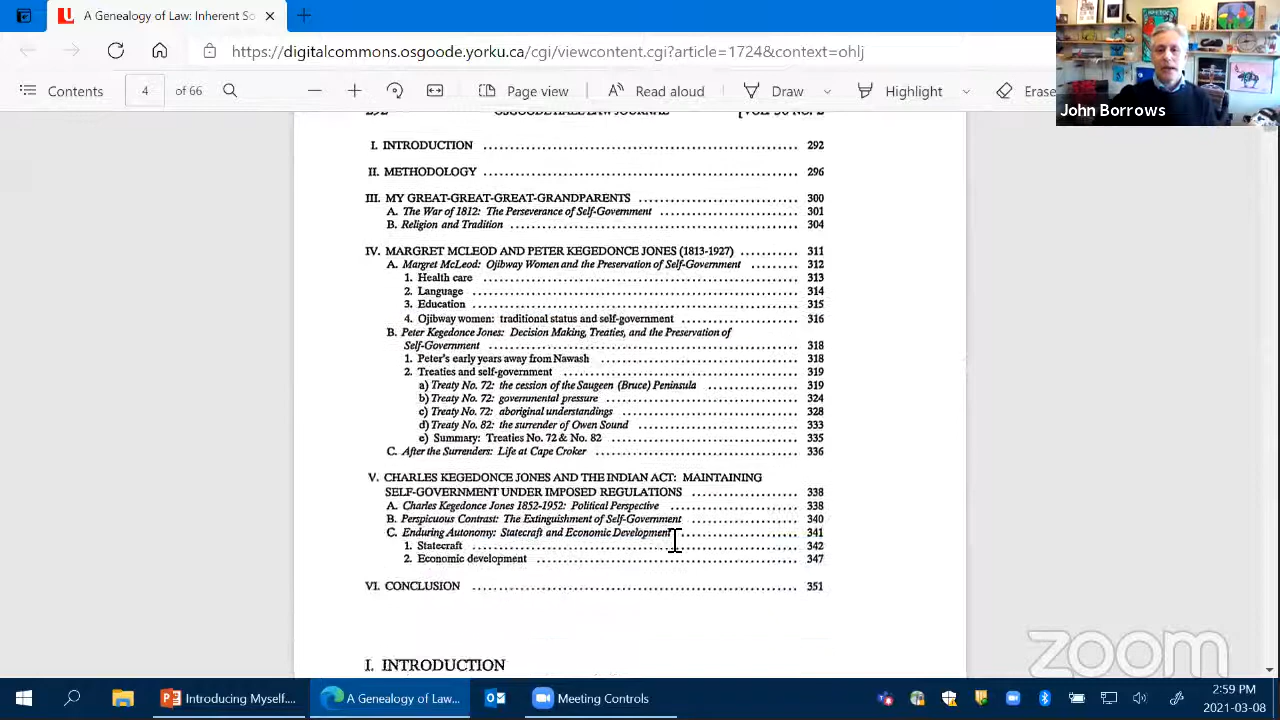 A Genealogy of Law: Inherent So
https://digitalcommons.osgoode.yorku.ca/cgi/viewcontent.cgi?article=1724&context=ohlj
Contents 4 of 66 Page view Read aloud Draw Highlight Erase
John Borrows
292 OSGOODE HALL LAW JOURNAL [VOL. 30 NO. 2
I. INTRODUCTION 292
II. METHODOLOGY 296
III. MY GREAT-GREAT-GREAT-GRANDPARENTS 300
A. The War of 1812: The Perseverance of Self-Government 301
B. Religion and Tradition 304
IV. MARGRET MCLEOD AND PETER KEGEDONCE JONES (1813-1927) 311
A. Margret McLeod: Ojibway Women and the Preservation of Self-Government 312
1. Health care 313
2. Language 314
3. Education 315
4. Ojibway women: traditional status and self-government 316
B. Peter Kegedonce Jones: Decision Making, Treaties, and the Preservation of
Self-Government 318
1. Peter's early years away from Nawash 318
2. Treaties and self-government 319
a) Treaty No. 72: the cession of the Saugeen (Bruce) Peninsula 319
b) Treaty No. 72: governmental pressure 324
c) Treaty No. 72: aboriginal understandings 328
d) Treaty No. 82: the surrender of Owen Sound 333
e) Summary: Treaties No. 72 & No. 82 335
C. After the Surrenders: Life at Cape Croker 336
V. CHARLES KEGEDONCE JONES AND THE INDIAN ACT: MAINTAINING
SELF-GOVERNMENT UNDER IMPOSED REGULATIONS 338
A. Charles Kegedonce Jones 1852-1952: Political Perspective 338
B. Perspicuous Contrast: The Extinguishment of Self-Government 340
C. Enduring Autonomy: Statecraft and Economic Development 341
1. Statecraft 342
2. Economic development 347
VI. CONCLUSION 351
I. INTRODUCTION
zoom
Introducing Myself.... A Genealogy of Law... Meeting Controls
2:59 PM
2021-03-08